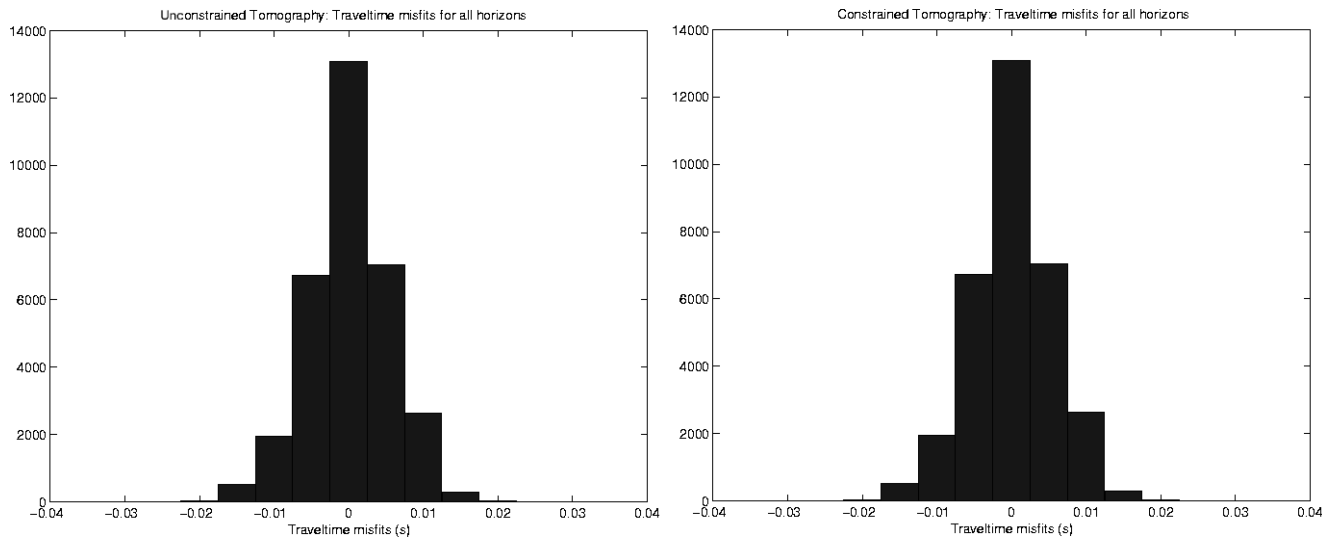 Unconstrained Tomography: Traveltime misfits for all horizons
14000
12000
10000
8000
6000
4000
2000
0
−0.04 −0.03 −0.02 −0.01 0 0.01 0.02 0.03 0.04
Traveltime misfits (s)
Constrained Tomography: Traveltime misfits for all horizons
14000
12000
10000
8000
6000
4000
2000
0
−0.04 −0.03 −0.02 −0.01 0 0.01 0.02 0.03 0.04
Traveltime misfits (s)